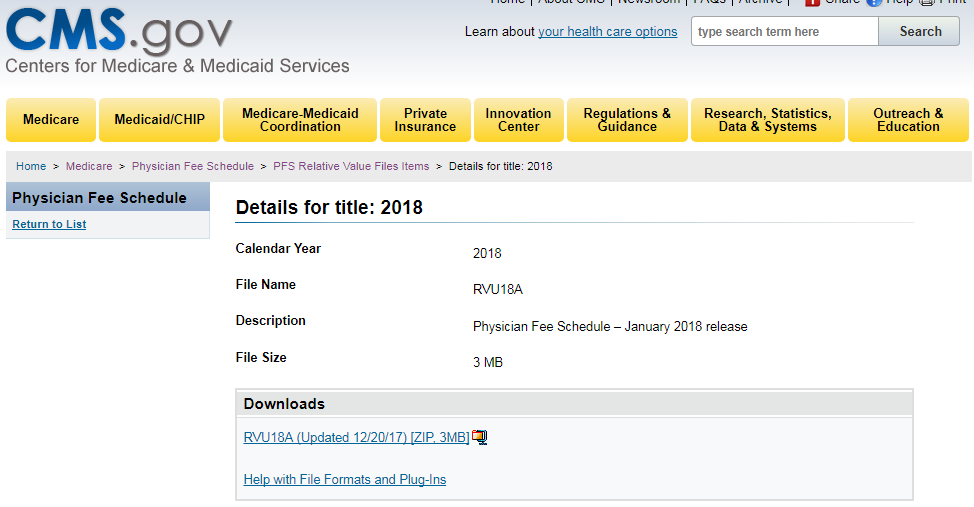 Home | About CMS | Newsroom | FAQs | Archive | Share Help Print
CMS.gov
Learn about your health care options
type search term here
Search
Centers for Medicare & Medicaid Services
Medicare
Medicaid/CHIP
Medicare-Medicaid
Coordination
Private
Insurance
Innovation
Center
Regulations &
Guidance
Research, Statistics,
Data & Systems
Outreach &
Education
Home > Medicare > Physician Fee Schedule > PFS Relative Value Files Items > Details for title: 2018
Physician Fee Schedule
Return to List
Details for title: 2018
Calendar Year
2018
File Name
RVU18A
Description
Physician Fee Schedule – January 2018 release
File Size
3 MB
Downloads
RVU18A (Updated 12/20/17) [ZIP, 3MB]
Help with File Formats and Plug-Ins